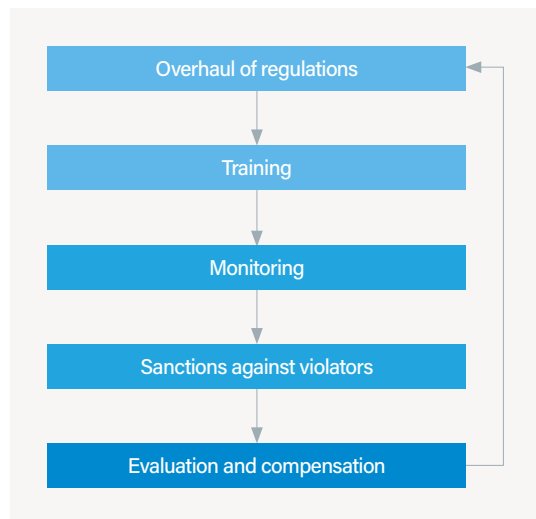 Overhaul of regulations
Training
Monitoring
Sanctions against violators
Evaluation and compensation